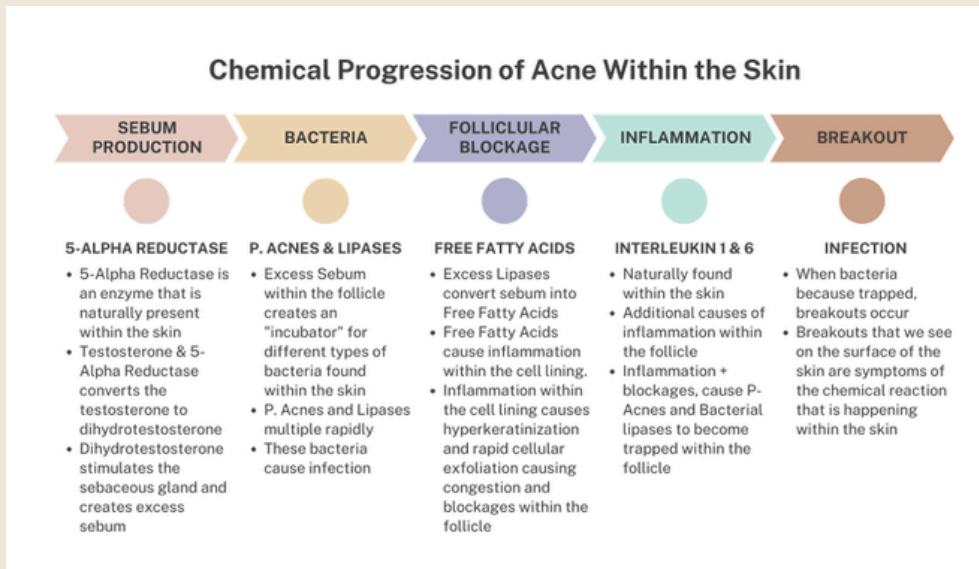 Chemical Progression of Acne Within the Skin
SEBUM
PRODUCTION
BACTERIA
FOLLICLULAR
BLOCKAGE
INFLAMMATION
BREAKOUT
5-ALPHA REDUCTASE
• 5-Alpha Reductase is
an enzyme that is
naturally present
within the skin
• Testosterone & 5-
Alpha Reductase
converts the
testosterone to
dihydrotestosterone
• Dihydrotestosterone
stimulates the
sebaceous gland and
creates excess
sebum
P. ACNES & LIPASES
• Excess Sebum
within the follicle
creates an
"incubator" for
different types of
bacteria found
within the skin
• P. Acnes and Lipases
multiple rapidly
• These bacteria
cause infection
FREE FATTY ACIDS
• Excess Lipases
convert sebum into
Free Fatty Acids
• Free Fatty Acids
cause inflammation
within the cell lining.
• Inflammation within
the cell lining causes
hyperkeratinization
and rapid cellular
exfoliation causing
congestion and
blockages within the
follicle
INTERLEUKIN 1 & 6
• Naturally found
within the skin
• Additional causes of
inflammation within
the follicle
• Inflammation +
blockages, cause P-
Acnes and Bacterial
lipases to become
trapped within the
follicle
INFECTION
• When bacteria
because trapped,
breakouts occur
• Breakouts that we see
on the surface of the
skin are symptoms of
the chemical reaction
that is happening
within the skin